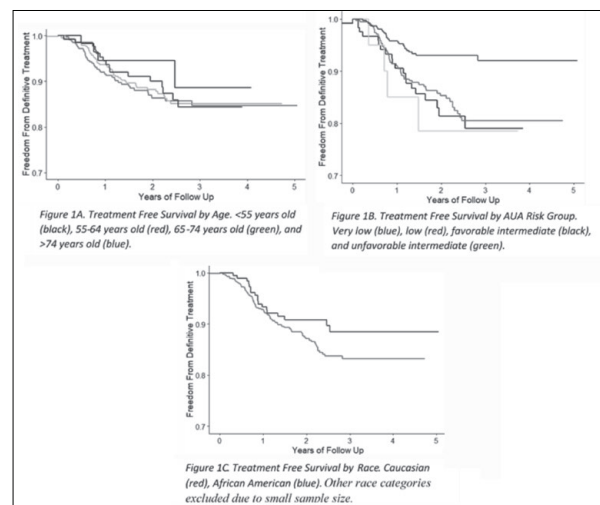 Freedom From Definitive Treatment
1.0
0.9
0.8
0.7
0 1 2 3 4 5
Years of Follow Up
Figure 1A. Treatment Free Survival by Age. <55 years old
(black), 55-64 years old (red), 65-74 years old (green), and
>74 years old (blue).
Freedom From Definitive Treatment
1.0
0.9
0.8
0.7
0 1 2 3 4 5
Years of Follow Up
Figure 1B. Treatment Free Survival by AUA Risk Group.
Very low (blue), low (red), favorable intermediate (black),
and unfavorable intermediate (green).
Freedom From Definitive Treatment
1.0
0.9
0.8
0.7
0 1 2 3 4 5
Years of Follow Up
Figure 1C. Treatment Free Survival by Race. Caucasian
(red), African American (blue). Other race categories
excluded due to small sample size.